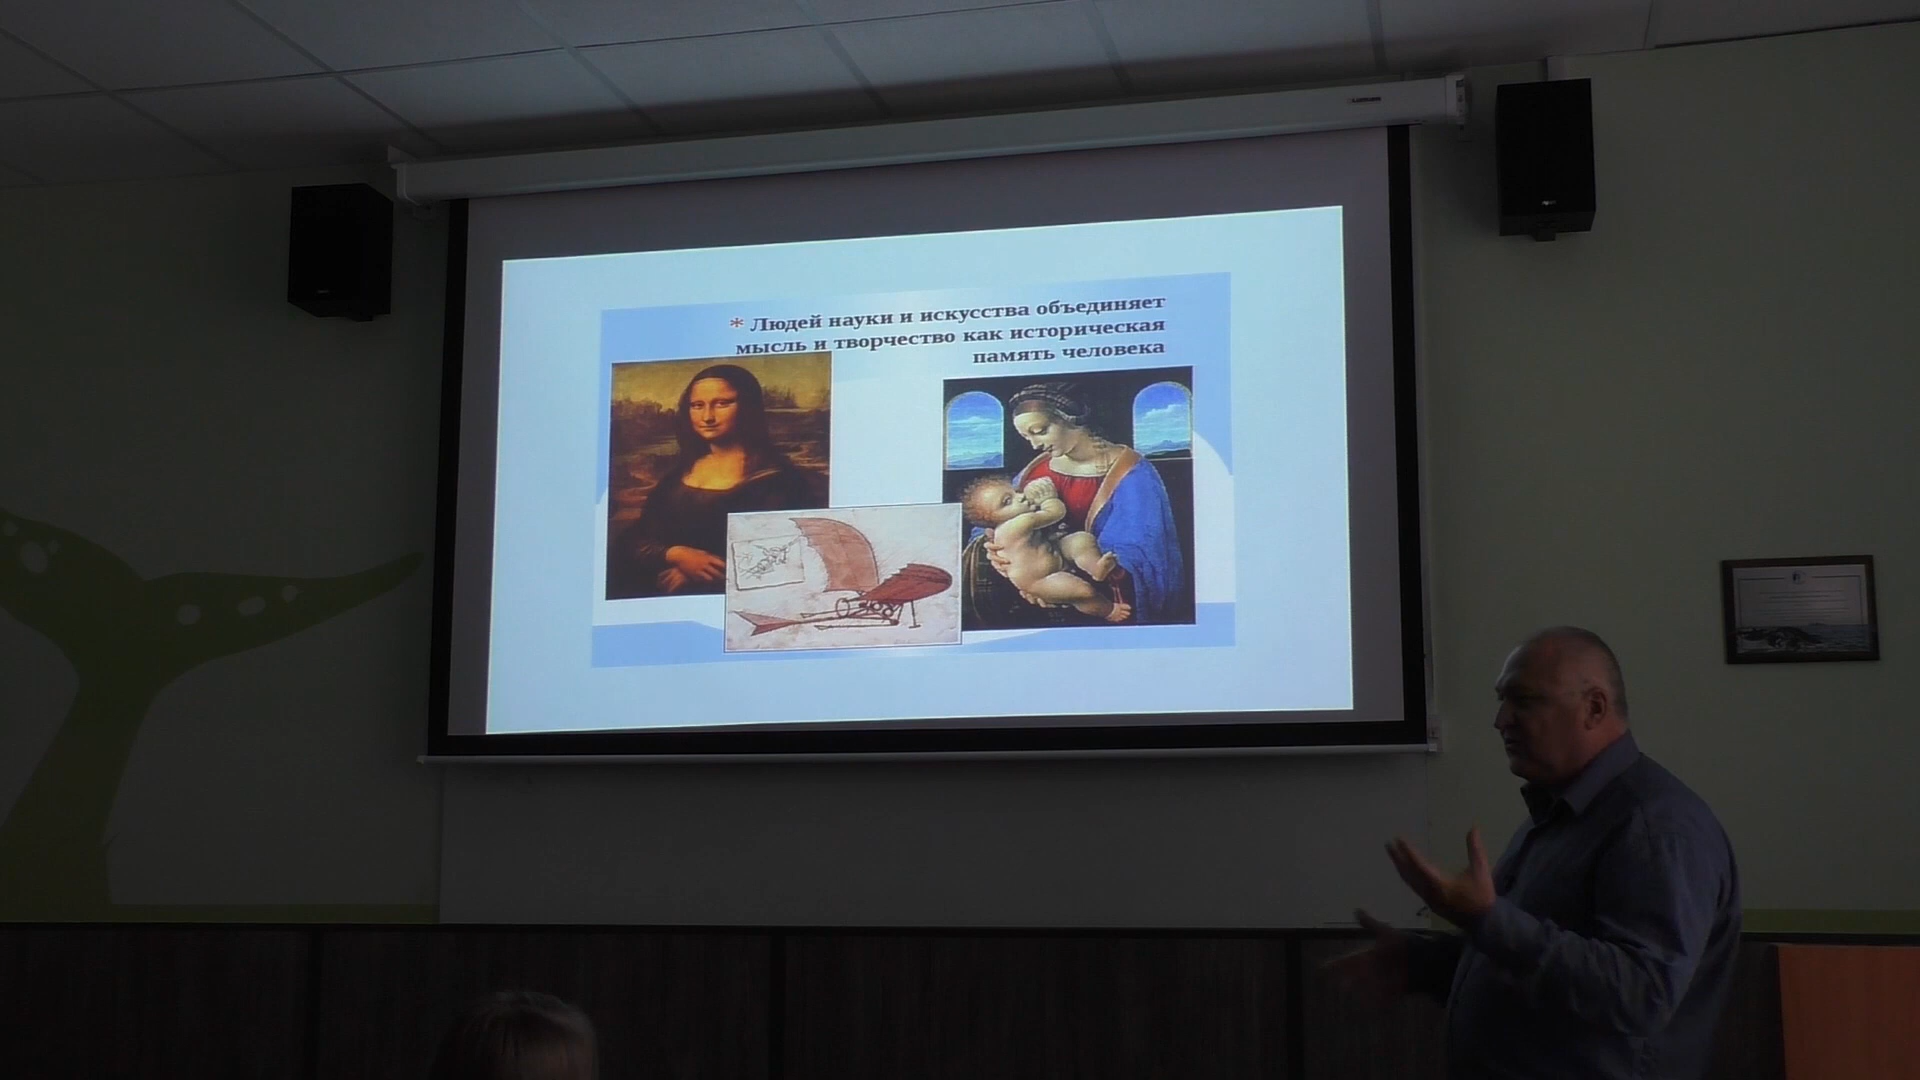 * Людей науки и искусства объединяет
мысль и творчество как историческая
память человека